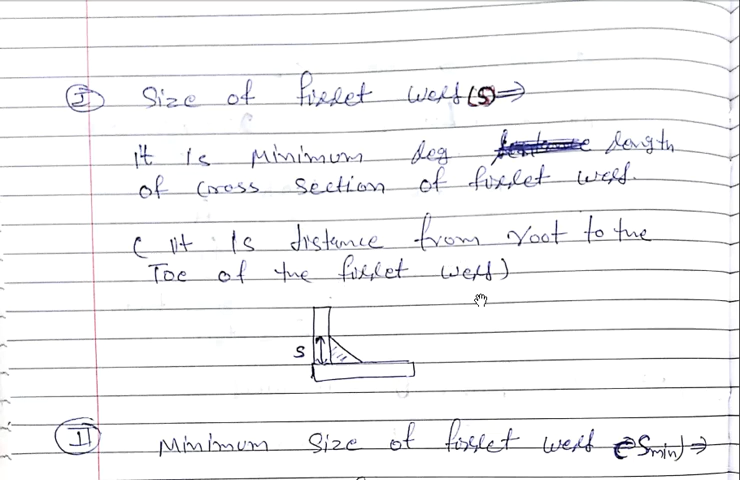 I Size of fillet weld (S) ⇒
it is minimum leg length
of cross section of fillet weld.
( it is distance from root to the
Toe of the fillet weld)
S
II Minimum size of fillet weld (Smin) ⇒